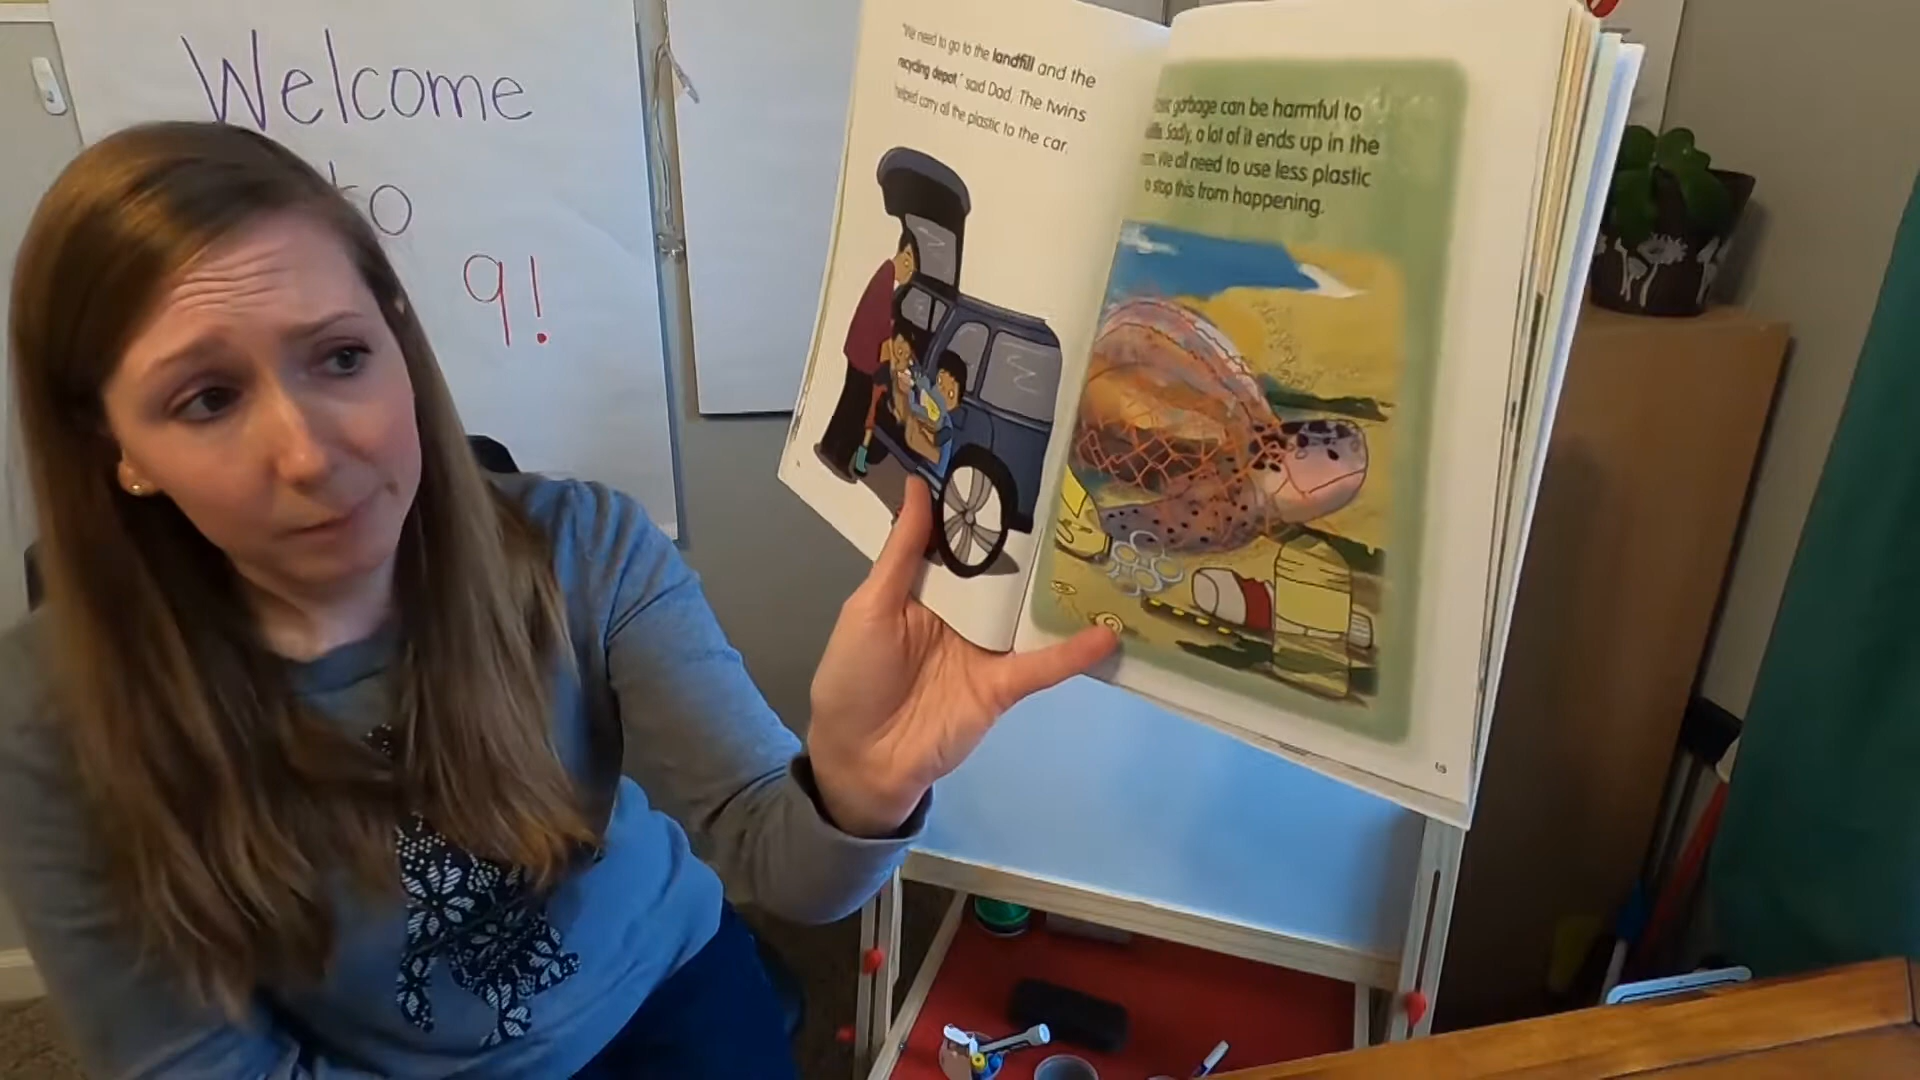 Welcome
to
9!
"We need to go to the landfill and the
recycling depot," said Dad. The twins
helped carry all the plastic to the car.
garbage can be harmful to
Sadly, a lot of it ends up in the
We all need to use less plastic
to stop this from happening.